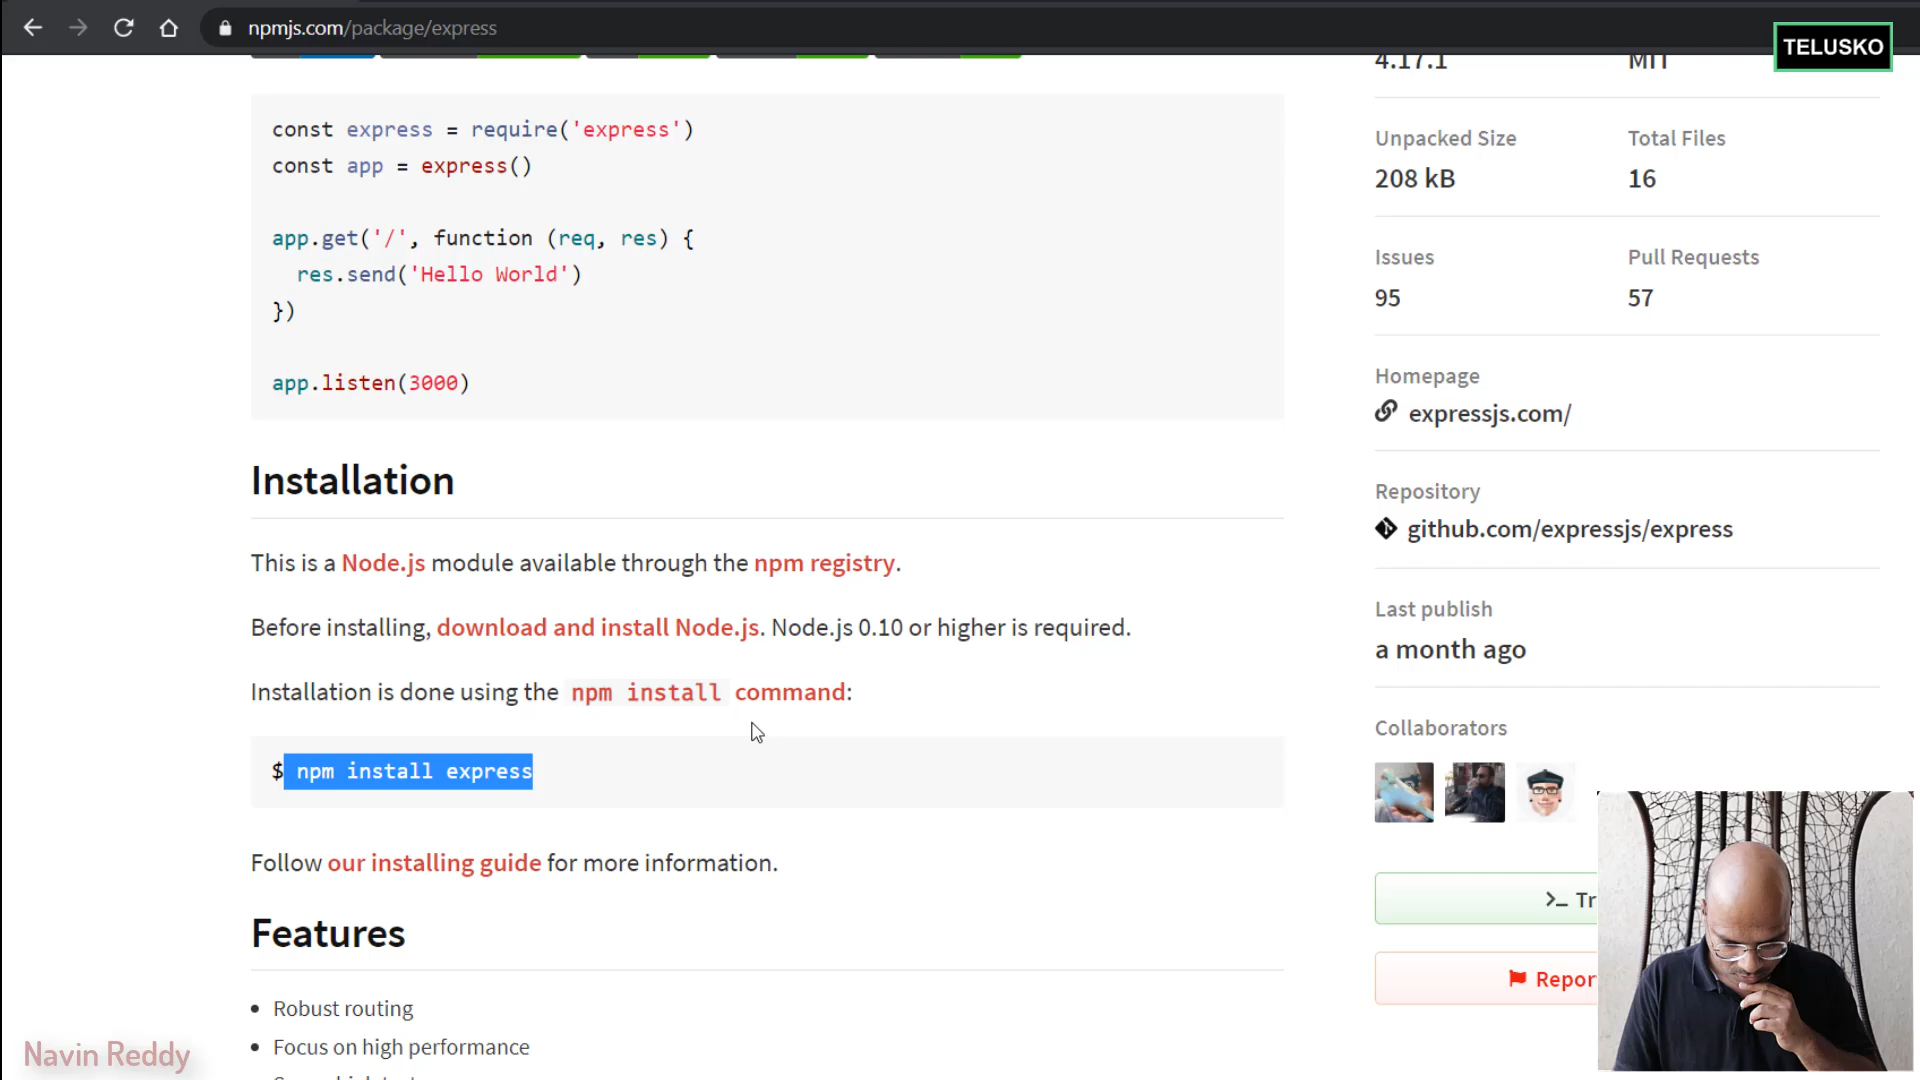 npmjs.com/package/express
TELUSKO
4.17.1
MIT
const express = require('express')
const app = express()
app.get('/', function (req, res) {
res.send('Hello World')
})
app.listen(3000)
Installation
This is a Node.js module available through the npm registry.
Before installing, download and install Node.js. Node.js 0.10 or higher is required.
Installation is done using the npm install command:
$ npm install express
Follow our installing guide for more information.
Features
• Robust routing
• Focus on high performance
Unpacked Size
208 kB
Total Files
16
Issues
95
Pull Requests
57
Homepage
expressjs.com/
Repository
github.com/expressjs/express
Last publish
a month ago
Collaborators
>_ Tr
Repor
Navin Reddy